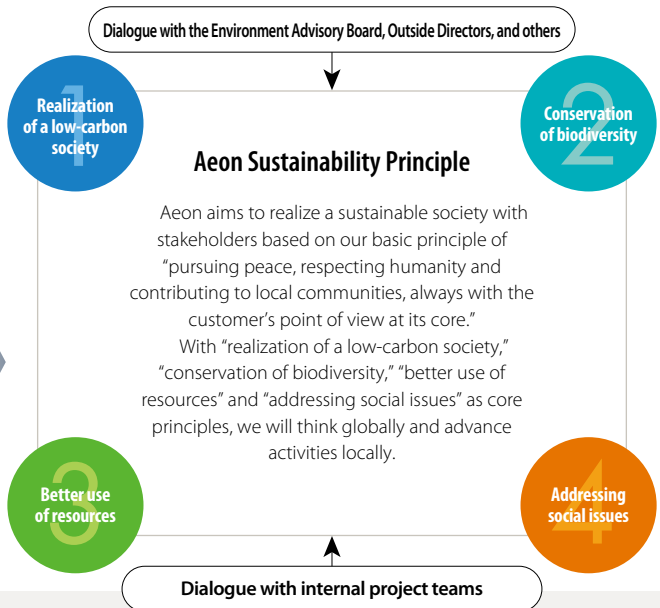 Dialogue with the Environment Advisory Board, Outside Directors, and others
1
Realization
of a low-carbon
society
2
Conservation
of biodiversity
Aeon Sustainability Principle
Aeon aims to realize a sustainable society with
stakeholders based on our basic principle of
“pursuing peace, respecting humanity and
contributing to local communities, always with the
customer’s point of view at its core.”
With “realization of a low-carbon society,”
“conservation of biodiversity,” “better use of
resources” and “addressing social issues” as core
principles, we will think globally and advance
activities locally.
3
Better use
of resources
4
Addressing
social issues
Dialogue with internal project teams